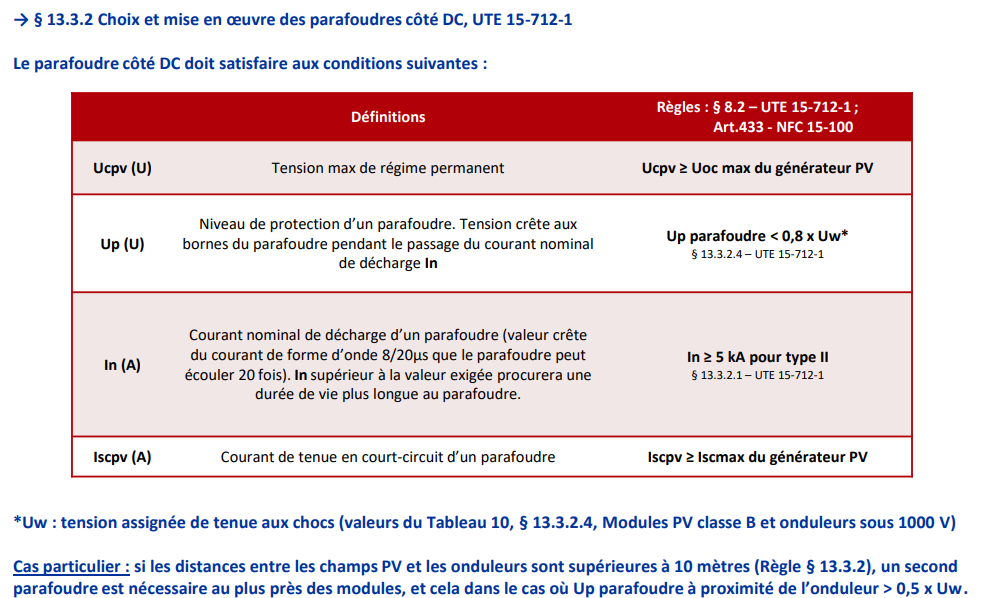 → § 13.3.2 Choix et mise en œuvre des parafoudres côté DC, UTE 15-712-1
Le parafoudre côté DC doit satisfaire aux conditions suivantes :
Définitions
Règles : § 8.2 – UTE 15-712-1 ;
Art.433 - NFC 15-100
Ucpv (U)
Tension max de régime permanent
Ucpv ≥ Uoc max du générateur PV
Up (U)
Niveau de protection d’un parafoudre. Tension crête aux
bornes du parafoudre pendant le passage du courant nominal
de décharge In
Up parafoudre < 0,8 x Uw*
§ 13.3.2.4 – UTE 15-712-1
In (A)
Courant nominal de décharge d’un parafoudre (valeur crête
du courant de forme d’onde 8/20µs que le parafoudre peut
écouler 20 fois). In supérieur à la valeur exigée procurera une
durée de vie plus longue au parafoudre.
In ≥ 5 kA pour type II
§ 13.3.2.1 – UTE 15-712-1
Iscpv (A)
Courant de tenue en court-circuit d’un parafoudre
Iscpv ≥ Iscmax du générateur PV
*Uw : tension assignée de tenue aux chocs (valeurs du Tableau 10, § 13.3.2.4, Modules PV classe B et onduleurs sous 1000 V)
Cas particulier : si les distances entre les champs PV et les onduleurs sont supérieures à 10 mètres (Règle § 13.3.2), un second
parafoudre est nécessaire au plus près des modules, et cela dans le cas où Up parafoudre à proximité de l’onduleur > 0,5 x Uw.